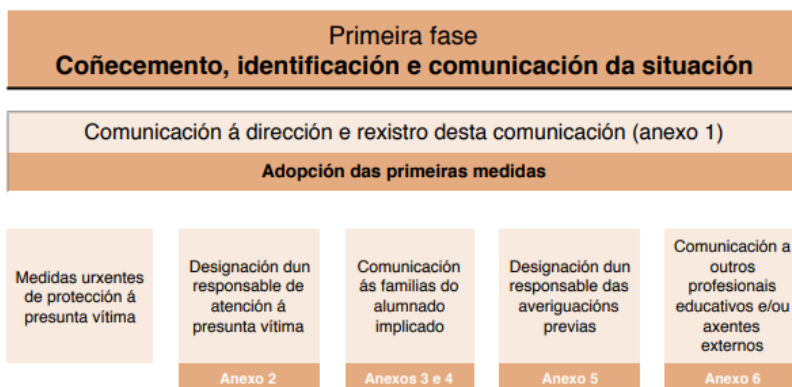 Primeira fase
Coñecemento, identificación e comunicación da situación
Comunicación á dirección e rexistro desta comunicación (anexo 1)
Adopción das primeiras medidas
Medidas urxentes
de protección á
presunta vítima
Designación dun
responsable de
atención á
presunta vítima
Anexo 2
Comunicación
ás familias do
alumnado
implicado
Anexos 3 e 4
Designación dun
responsable das
averiguacións
previas
Anexo 5
Comunicación a
outros
profesionais
educativos e/ou
axentes
externos
Anexo 6